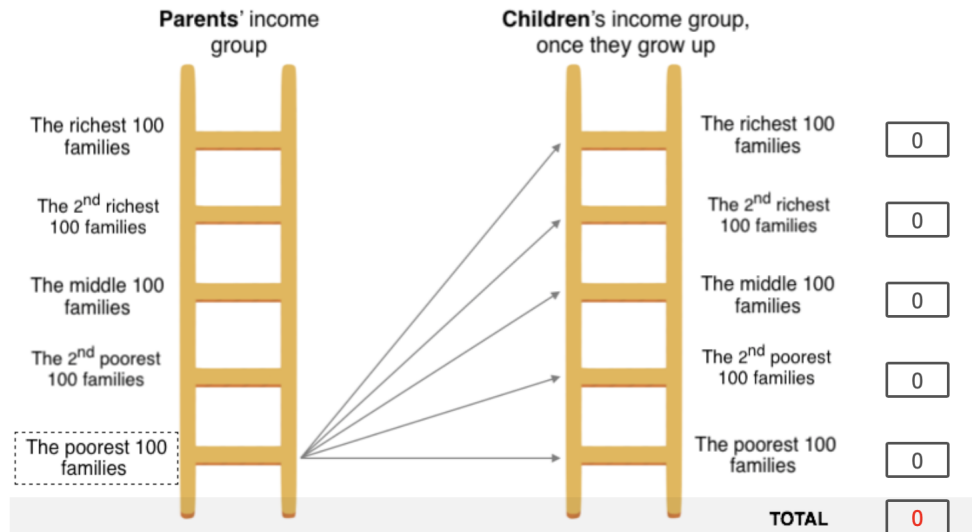 Parents' income
group
Children's income group,
once they grow up
The richest 100
families
The 2nd richest
100 families
The middle 100
families
The 2nd poorest
100 families
The poorest 100
families
The richest 100
families
0
The 2nd richest
100 families
0
The middle 100
families
0
The 2nd poorest
100 families
0
The poorest 100
families
0
TOTAL
0